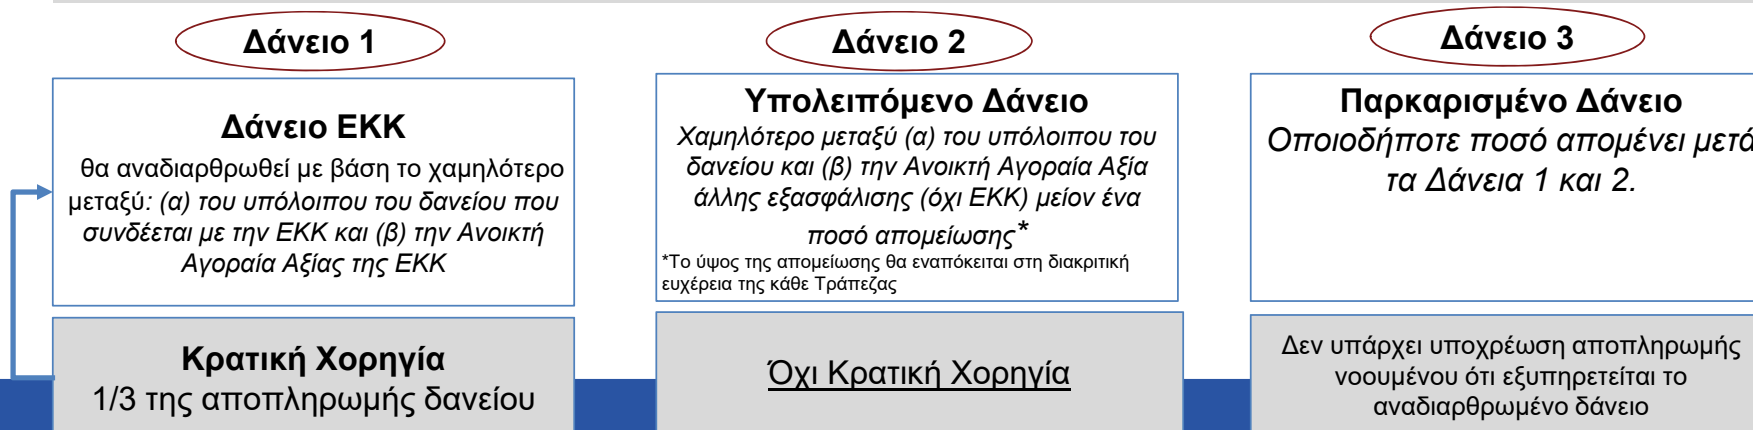 Δάνειο 1
Δάνειο ΕΚΚ
θα αναδιαρθρωθεί με βάση το χαμηλότερο
μεταξύ: (α) του υπόλοιπου του δανείου που
συνδέεται με την ΕΚΚ και (β) την Ανοικτή
Αγοραία Αξίας της ΕΚΚ
Κρατική Χορηγία
1/3 της αποπληρωμής δανείου
Δάνειο 2
Υπολειπόμενο Δάνειο
Χαμηλότερο μεταξύ (α) του υπόλοιπου του
δανείου και (β) την Ανοικτή Αγοραία Αξία
άλλης εξασφάλισης (όχι ΕΚΚ) μείον ένα
ποσό απομείωσης*
*Το ύψος της απομείωσης θα εναπόκειται στη διακριτική
ευχέρεια της κάθε Τράπεζας
Όχι Κρατική Χορηγία
Δάνειο 3
Παρκαρισμένο Δάνειο
Οποιοδήποτε ποσό απομένει μετά
τα Δάνεια 1 και 2.
Δεν υπάρχει υποχρέωση αποπληρωμής
νοουμένου ότι εξυπηρετείται το
αναδιαρθρωμένο δάνειο